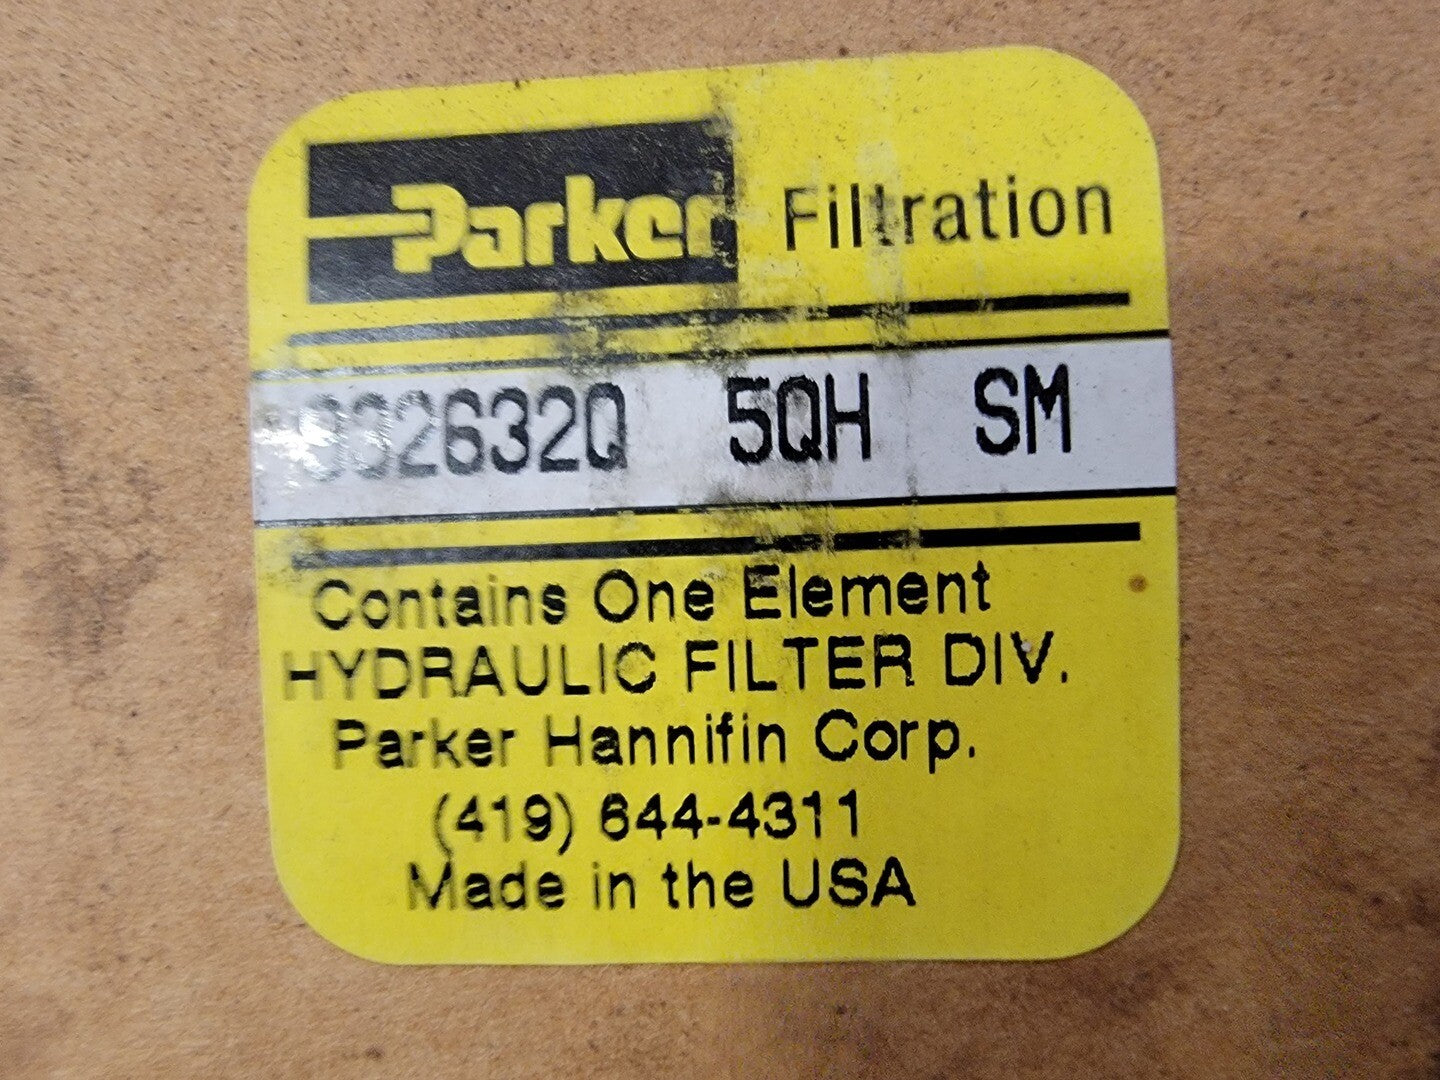 Parker Filtration
932632Q 5QH SM
Contains One Element
HYDRAULIC FILTER DIV.
Parker Hannifin Corp.
(419) 644-4311
Made in the USA